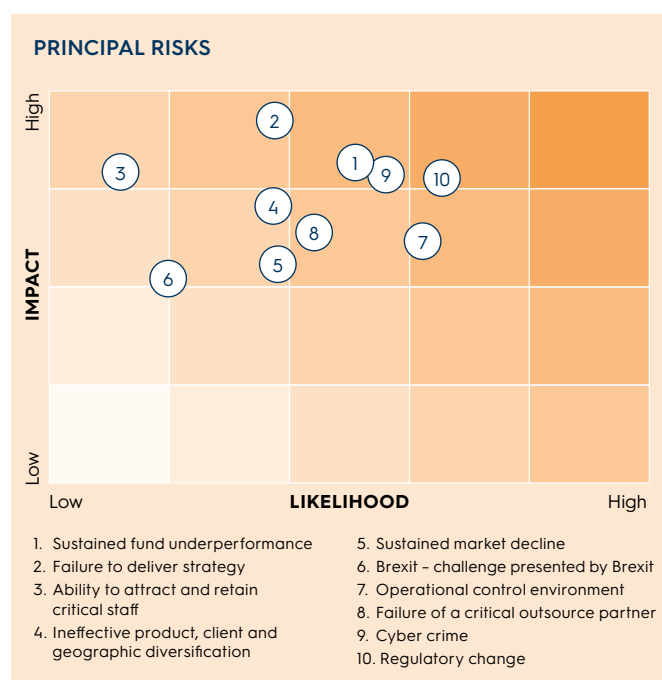 PRINCIPAL RISKS
High
2
1
3
9
10
4
8
7
5
6
IMPACT
Low
Low LIKELIHOOD High
1. Sustained fund underperformance
2. Failure to deliver strategy
3. Ability to attract and retain
critical staff
4. Ineffective product, client and
geographic diversification
5. Sustained market decline
6. Brexit – challenge presented by Brexit
7. Operational control environment
8. Failure of a critical outsource partner
9. Cyber crime
10. Regulatory change